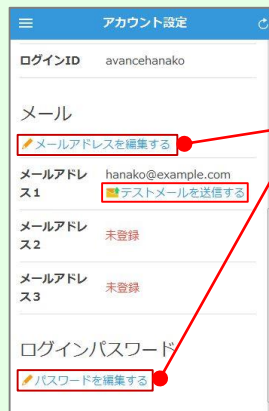 アカウント設定
ログインID avancehanako
メール
メールアドレスを編集する
メールアドレ hanako@example.com
ス1 テストメールを送信する
メールアドレ
ス2 未登録
メールアドレ
ス3 未登録
ログインパスワード
パスワードを編集する